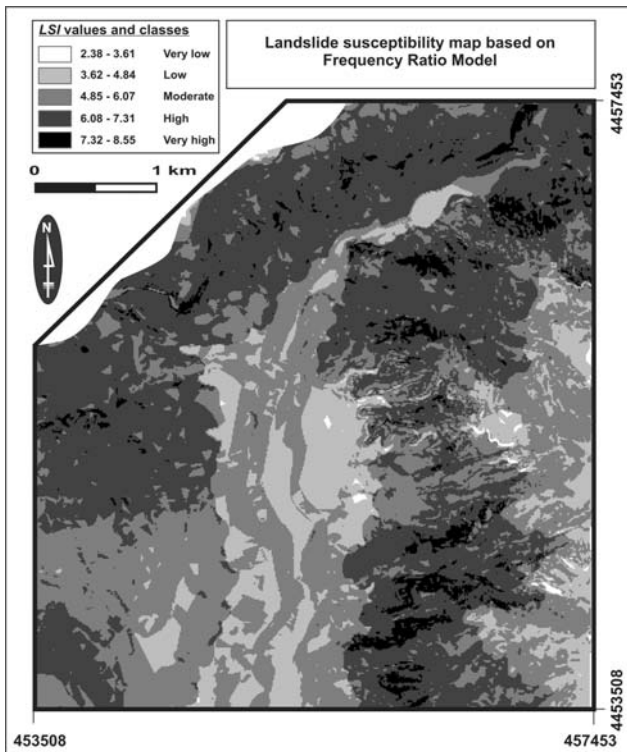 LSI values and classes
2.38 - 3.61 Very low
3.62 - 4.84 Low
4.85 - 6.07 Moderate
6.08 - 7.31 High
7.32 - 8.55 Very high
Landslide susceptibility map based on
Frequency Ratio Model
0 1 km
N
4457453
4453508
453508
457453